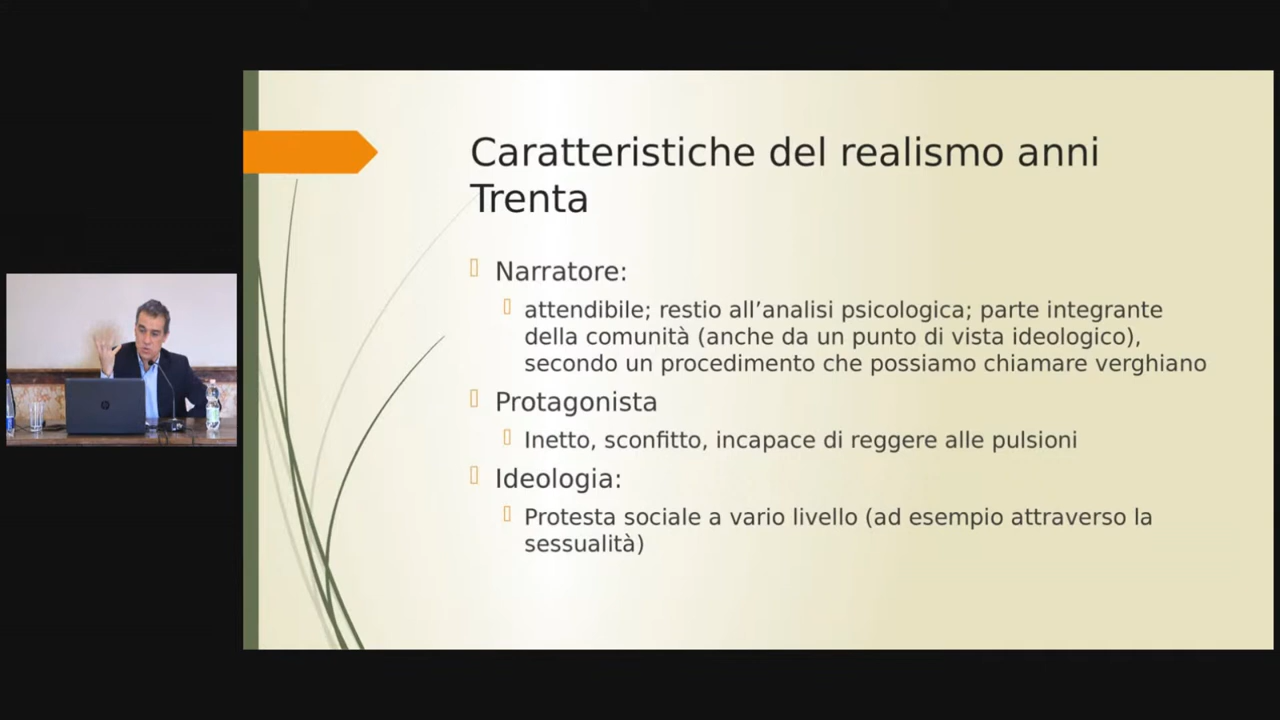 Caratteristiche del realismo anni
Trenta
Narratore:
attendibile; restio all’analisi psicologica; parte integrante
della comunità (anche da un punto di vista ideologico),
secondo un procedimento che possiamo chiamare verghiano
Protagonista
Inetto, sconfitto, incapace di reggere alle pulsioni
Ideologia:
Protesta sociale a vario livello (ad esempio attraverso la
sessualità)